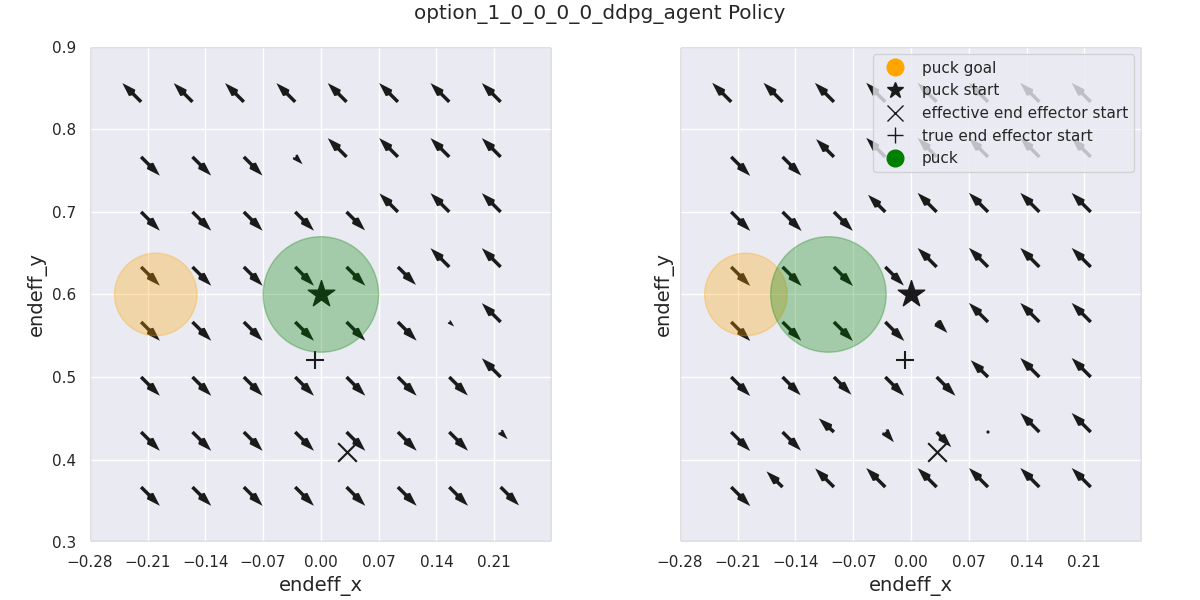 option_1_0_0_0_0_ddpg_agent Policy
endeff_y
0.9
0.8
0.7
0.6
0.5
0.4
0.3
−0.28 −0.21 −0.14 −0.07 0.00 0.07 0.14 0.21
endeff_x
puck goal
puck start
effective end effector start
true end effector start
puck
endeff_y
−0.28 −0.21 −0.14 −0.07 0.00 0.07 0.14 0.21
endeff_x